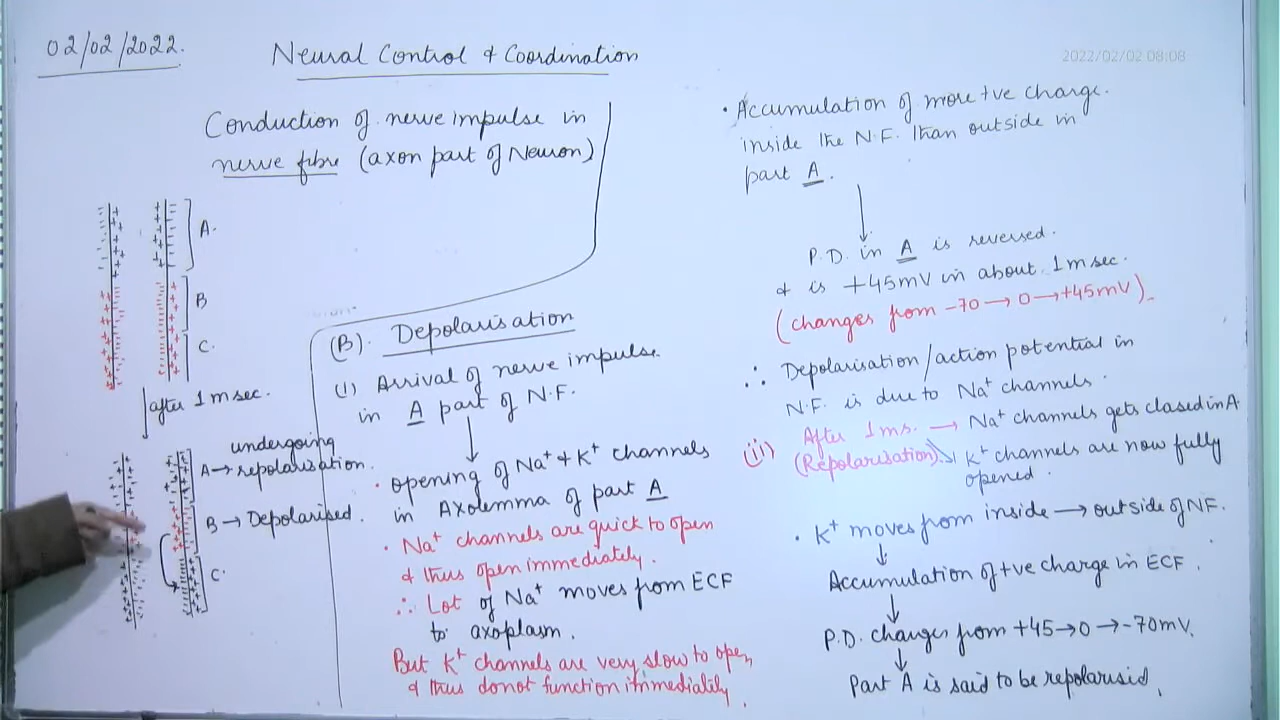 02/02/2022.
Neural Control & Coordination
2022/02/02 08:08
Conduction of nerve impulse in
nerve fibre (axon part of Neuron)
A.
B
C.
after 1 msec.
undergoing
A → repolarisation.
B → Depolarised.
C.
(B). Depolarisation
(1) Arrival of nerve impulse
in A part of N.F.
• opening of Na⁺ & K⁺ channels
in Axolemma of part A
• Na⁺ channels are quick to open
& thus open immediately.
∴ Lot of Na⁺ moves from ECF
to axoplasm.
But K⁺ channels are very slow to open
& thus donot function immediatily.
• Accumulation of more +ve charge.
inside the N.F. than outside in
part A.
P.D. in A is reversed.
& is +45mV in about 1 msec.
(changes from -70 → 0 → +45mV)
∴ Depolarisation/action potential in
N.F. is due to Na⁺ channels.
(ii) After 1 ms. → Na⁺ channels gets closed in A
(Repolarisation) ↘ K⁺ channels are now fully
opened.
• K⁺ moves from inside → outside of NF.
Accumulation of +ve charge in ECF.
P.D. changes from +45 → 0 → -70mV.
Part A is said to be repolarised.